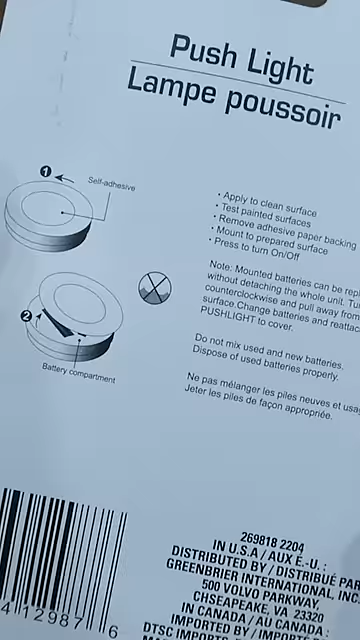 Push Light
Lampe poussoir
1
Self-adhesive
• Apply to clean surface
• Test painted surfaces
• Remove adhesive paper backing
• Mount to prepared surface
• Press to turn On/Off
Note: Mounted batteries can be
without detaching the whole unit.
counterclockwise and pull away from
surface.Change batteries and
PUSHLIGHT to cover.
2
Battery compartment
Do not mix used and new batteries.
Dispose of used batteries properly.
Ne pas mélanger les piles neuves et
Jeter les piles de façon appropriée.
269818 2204
IN U.S.A / AUX É.-U. :
DISTRIBUTED BY / DISTRIBUÉ PAR
GREENBRIER INTERNATIONAL, INC.
500 VOLVO PARKWAY,
CHSEAPEAKE, VA 23320
IN CANADA / AU CANADA :
IMPORTED BY /
DTSC
4 12987 6